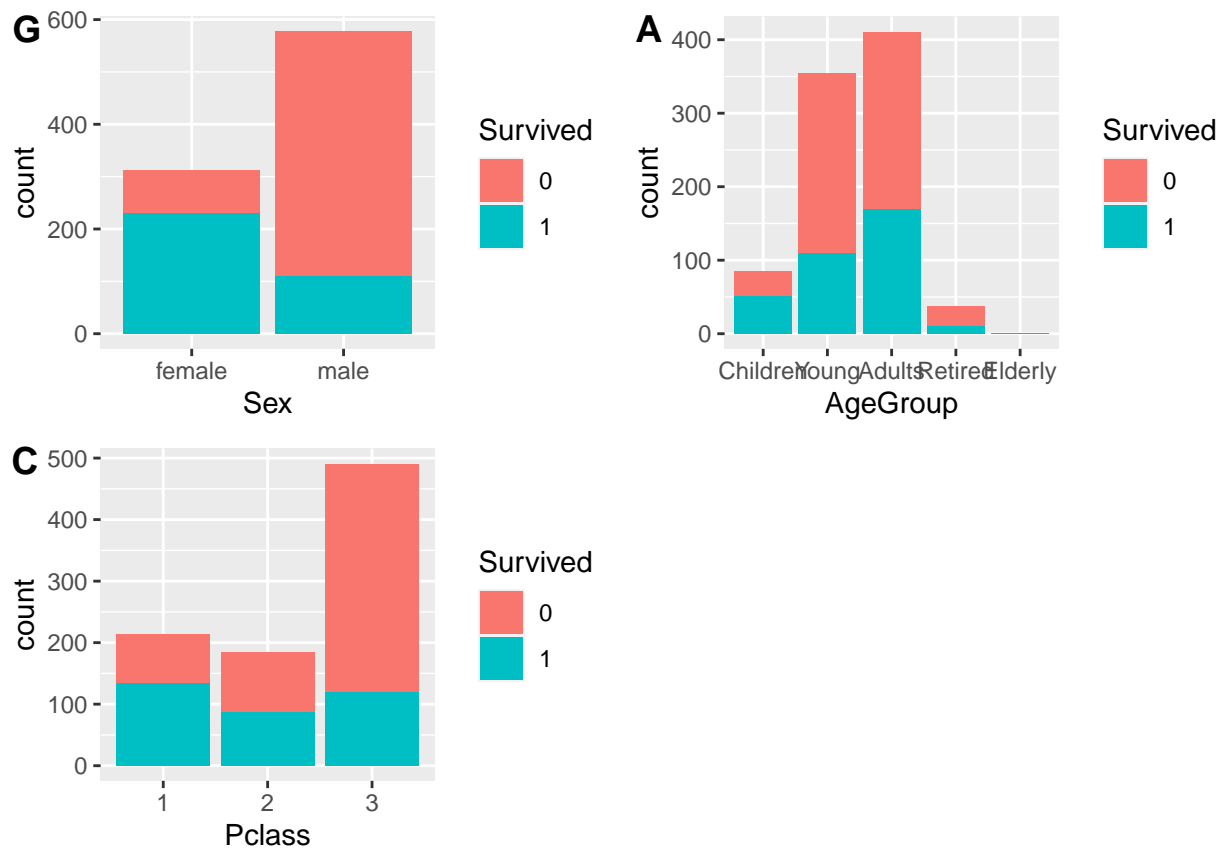 G
600
400
200
0
count
female male
Sex
Survived
0
1
A
400
300
200
100
0
count
Children Young Adults Retired Elderly
AgeGroup
Survived
0
1
C
500
400
300
200
100
0
count
1 2 3
Pclass
Survived
0
1